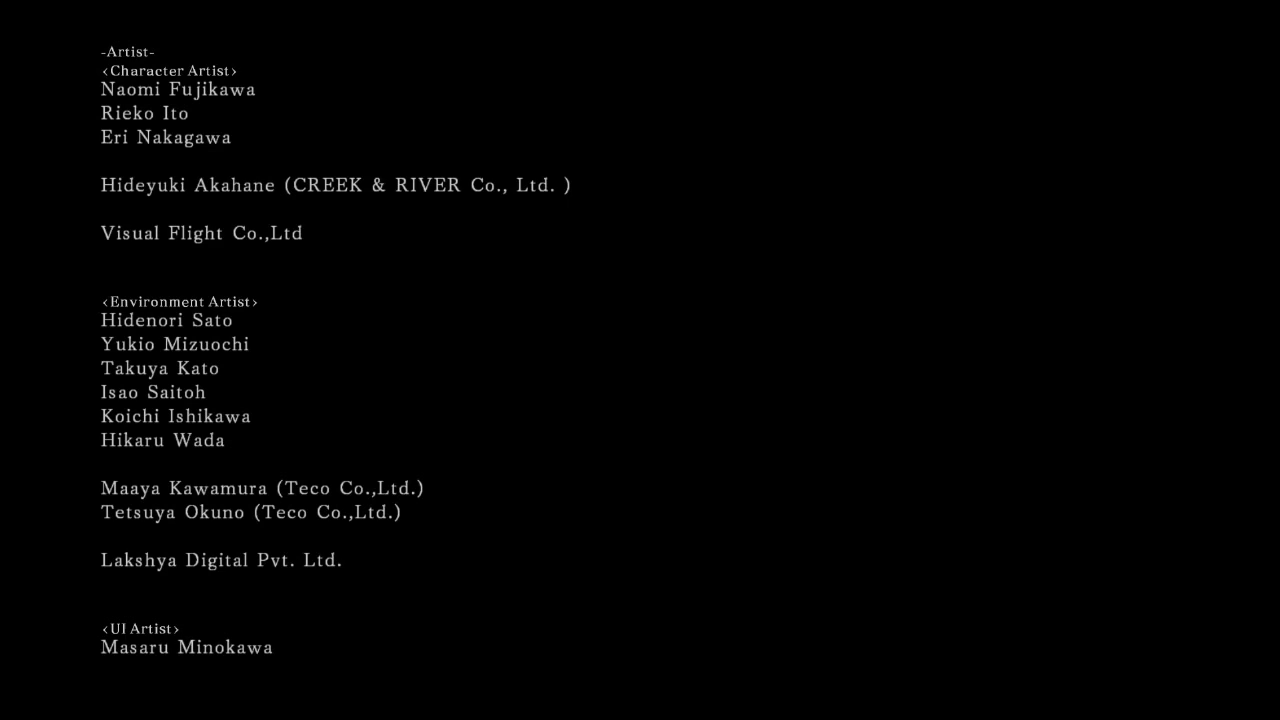 -Artist-
‹Character Artist›
Naomi Fujikawa
Rieko Ito
Eri Nakagawa
Hideyuki Akahane (CREEK & RIVER Co., Ltd. )
Visual Flight Co.,Ltd
‹Environment Artist›
Hidenori Sato
Yukio Mizuochi
Takuya Kato
Isao Saitoh
Koichi Ishikawa
Hikaru Wada
Maaya Kawamura (Teco Co.,Ltd.)
Tetsuya Okuno (Teco Co.,Ltd.)
Lakshya Digital Pvt. Ltd.
‹UI Artist›
Masaru Minokawa